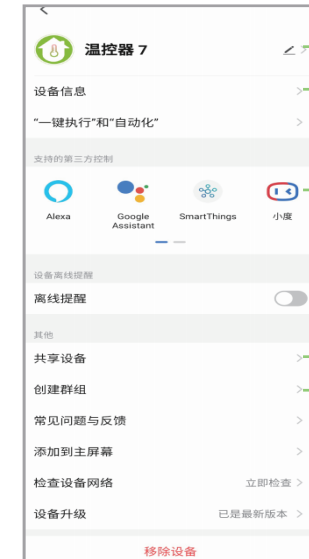 温控器 7
设备信息
“一键执行”和“自动化”
支持的第三方控制
Alexa
Google Assistant
SmartThings
小度
设备离线提醒
离线提醒
其他
共享设备
创建群组
常见问题与反馈
添加到主屏幕
检查设备网络 立即检查
设备升级 已是最新版本
移除设备